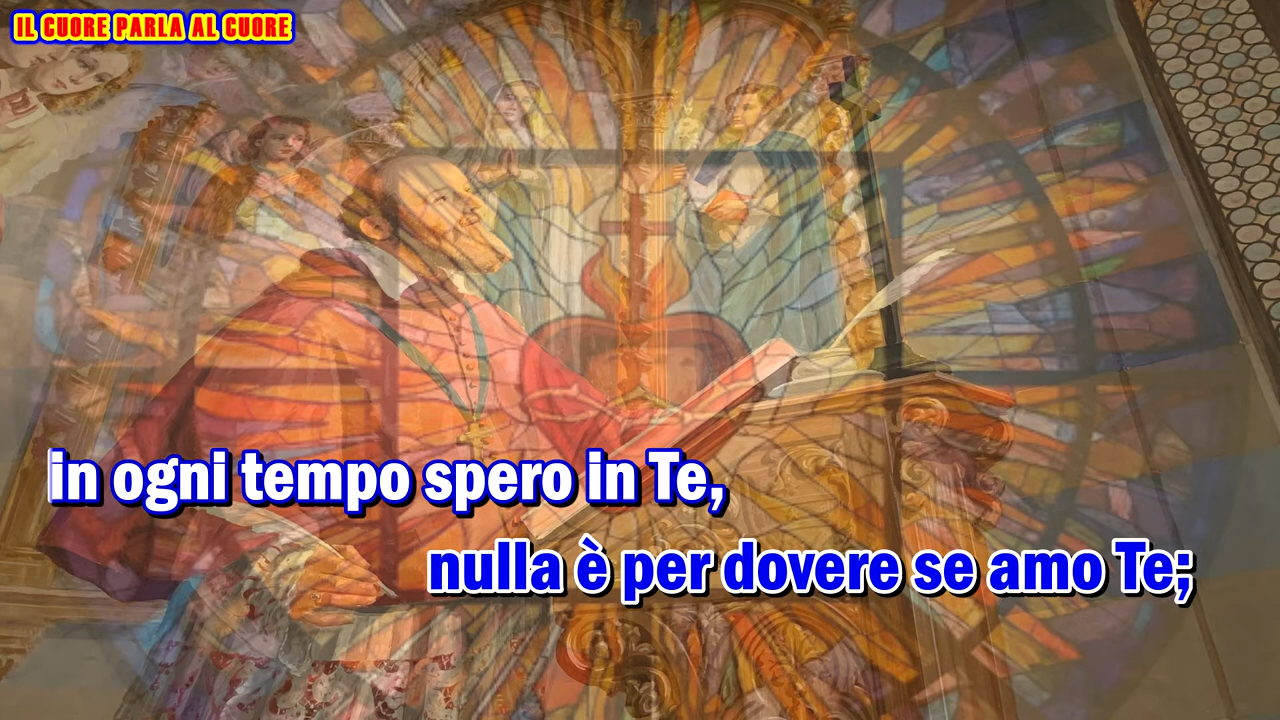 IL CUORE PARLA AL CUORE
in ogni tempo spero in Te,
nulla è per dovere se amo Te;